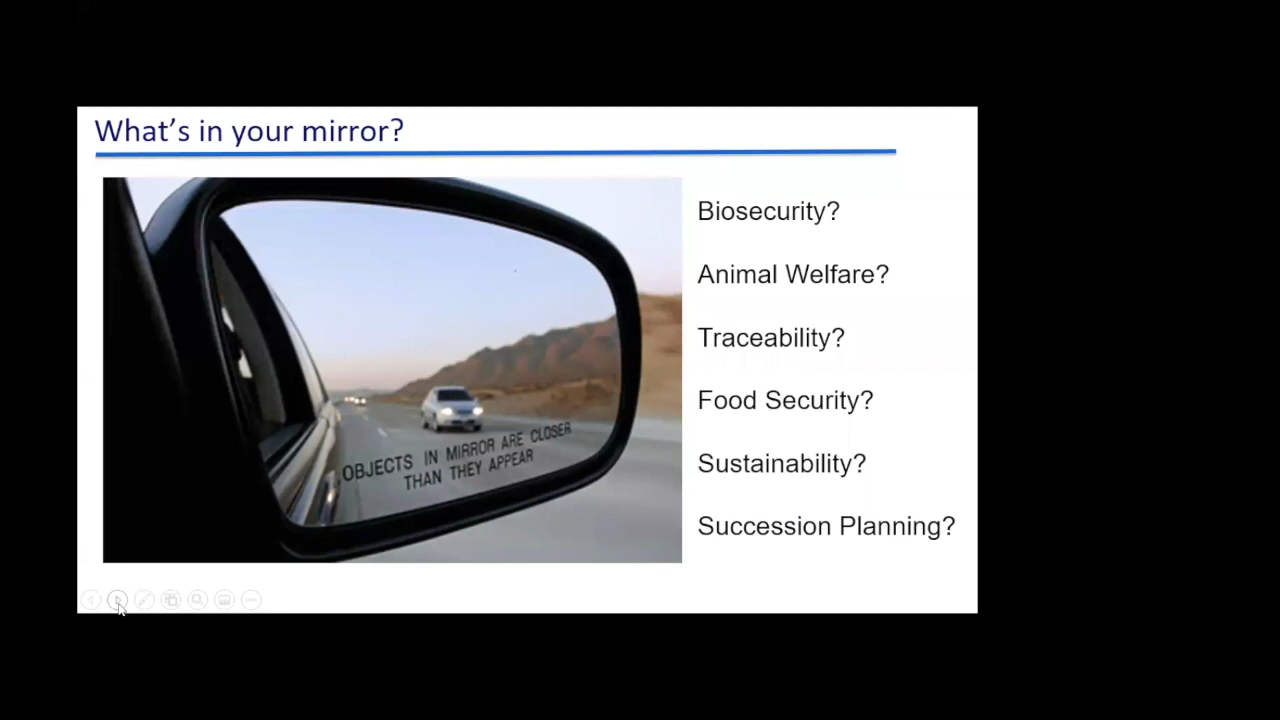 What's in your mirror?
Biosecurity?
Animal Welfare?
Traceability?
Food Security?
Sustainability?
Succession Planning?
OBJECTS IN MIRROR ARE CLOSER
THAN THEY APPEAR